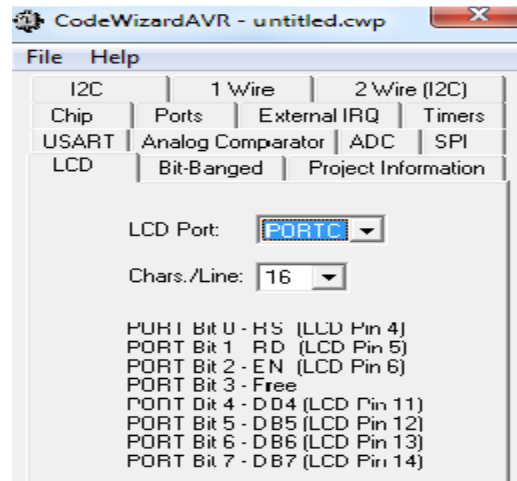 CodeWizardAVR - untitled.cwp
File Help
I2C 1 Wire 2 Wire (I2C)
Chip Ports External IRQ Timers
USART Analog Comparator ADC SPI
LCD Bit-Banged Project Information
LCD Port: PORTC
Chars./Line: 16
PORT Bit 0 - RS (LCD Pin 4)
PORT Bit 1 RD (LCD Pin 5)
PORT Bit 2 - EN (LCD Pin 6)
PORT Bit 3 - Free
PORT Bit 4 - DB4 (LCD Pin 11)
PORT Bit 5 - DB5 (LCD Pin 12)
PORT Bit 6 - DB6 (LCD Pin 13)
PORT Bit 7 - DB7 (LCD Pin 14)